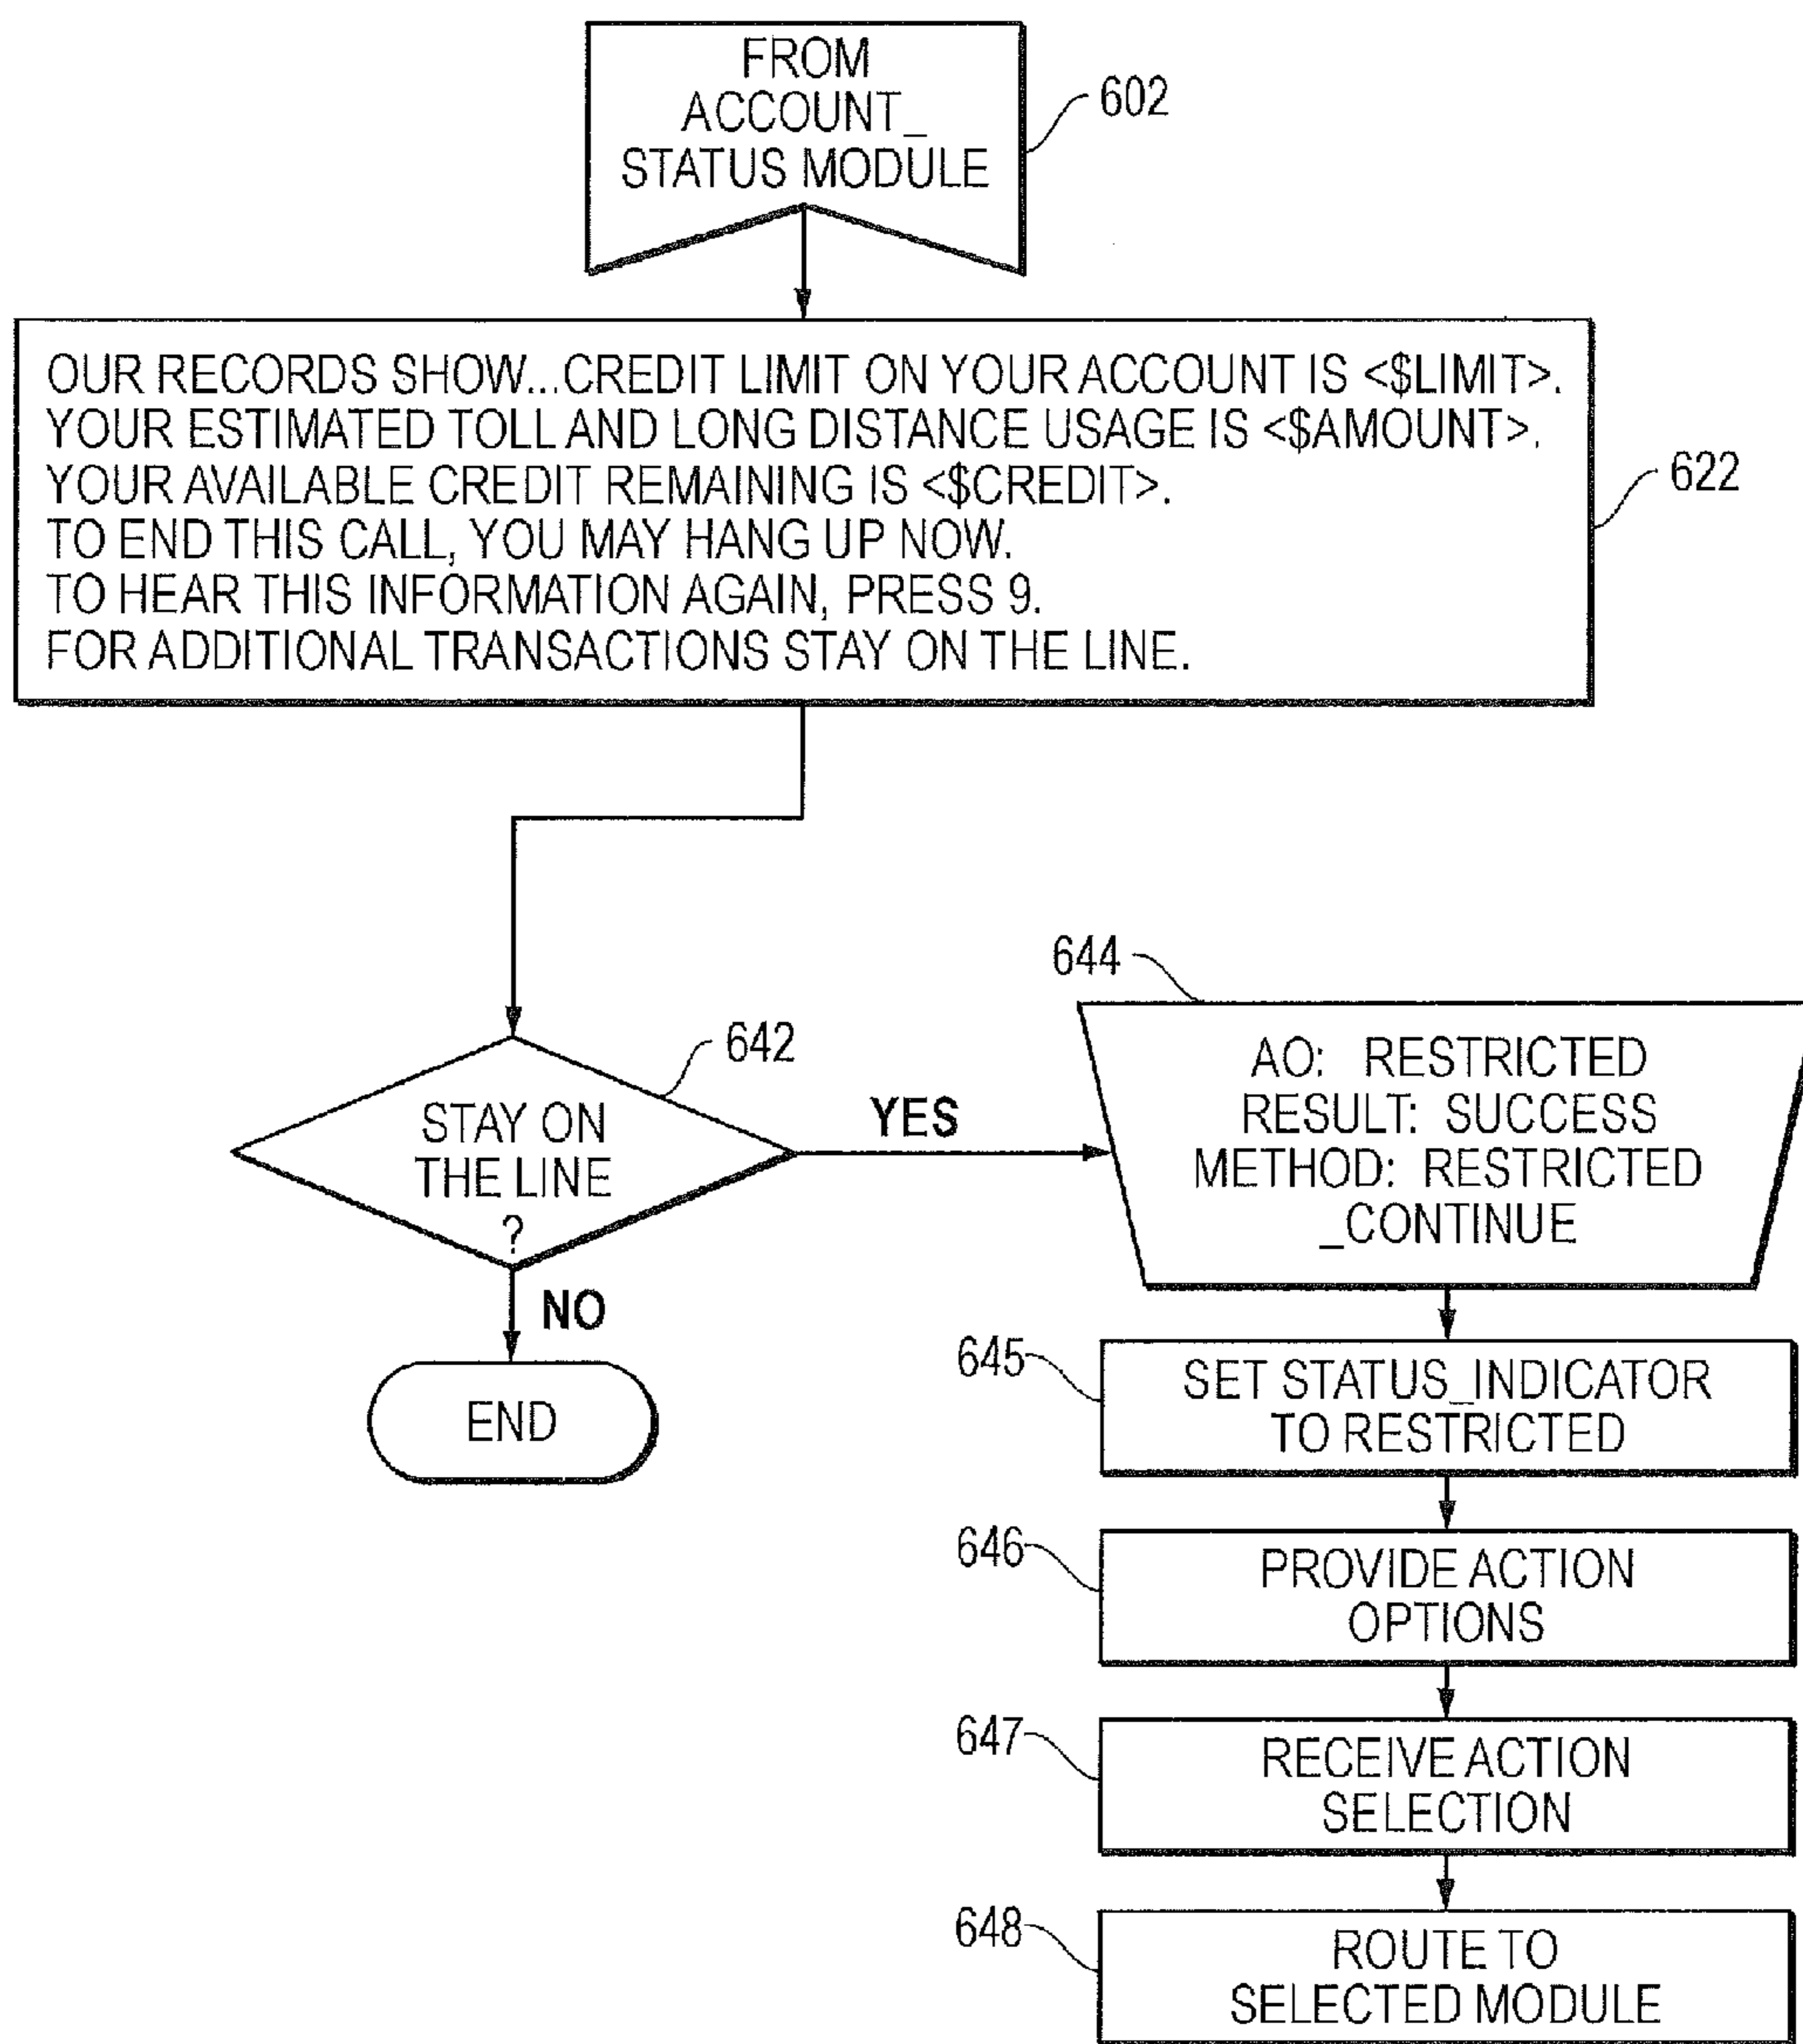 FROM
ACCOUNT_
STATUS MODULE
602
OUR RECORDS SHOW...CREDIT LIMIT ON YOUR ACCOUNT IS <$LIMIT>.
YOUR ESTIMATED TOLL AND LONG DISTANCE USAGE IS <$AMOUNT>.
YOUR AVAILABLE CREDIT REMAINING IS <$CREDIT>.
TO END THIS CALL, YOU MAY HANG UP NOW.
TO HEAR THIS INFORMATION AGAIN, PRESS 9.
FOR ADDITIONAL TRANSACTIONS STAY ON THE LINE.
622
642
STAY ON
THE LINE
?
YES
NO
END
644
AO: RESTRICTED
RESULT: SUCCESS
METHOD: RESTRICTED
_CONTINUE
645
SET STATUS_INDICATOR
TO RESTRICTED
646
PROVIDE ACTION
OPTIONS
647
RECEIVE ACTION
SELECTION
648
ROUTE TO
SELECTED MODULE